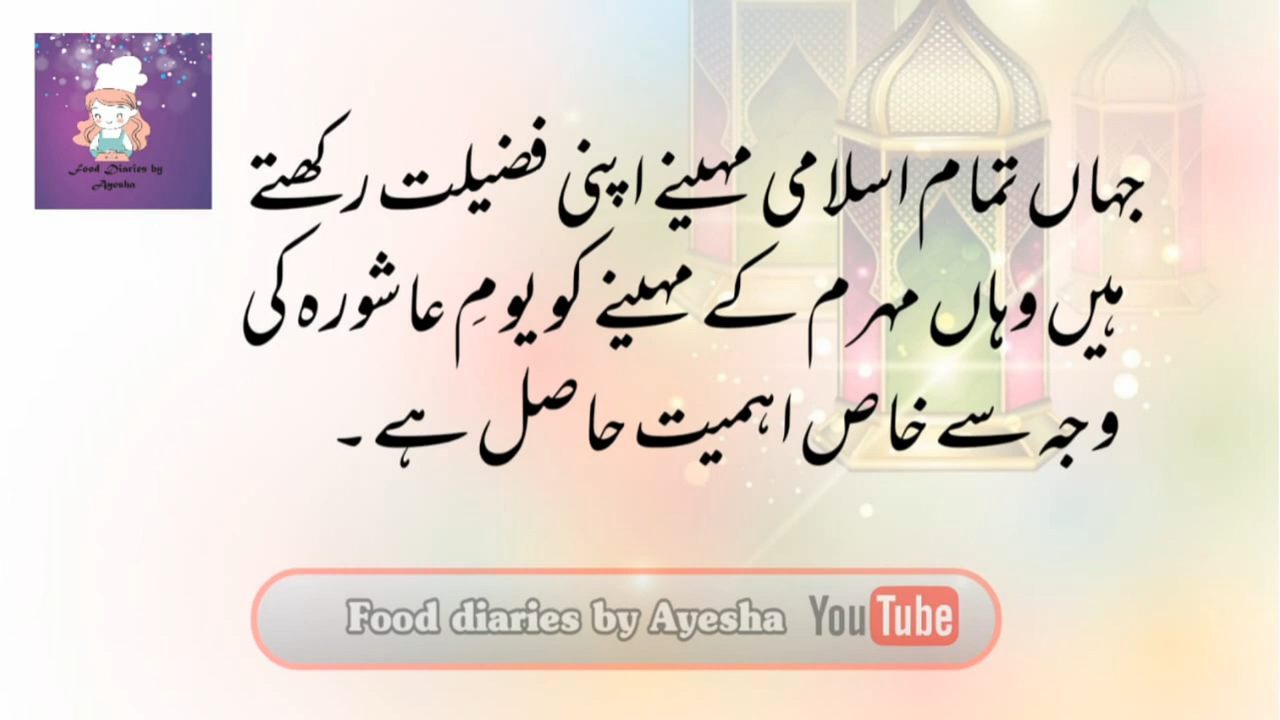 Food Diaries by
Ayesha
جہاں تمام اسلامی مہینے اپنی فضیلت رکھتے
ہیں وہاں مہرم کے مہینے کو یومِ عاشورہ کی
وجہ سے خاص اہمیت حاصل ہے۔
Food diaries by Ayesha YouTube